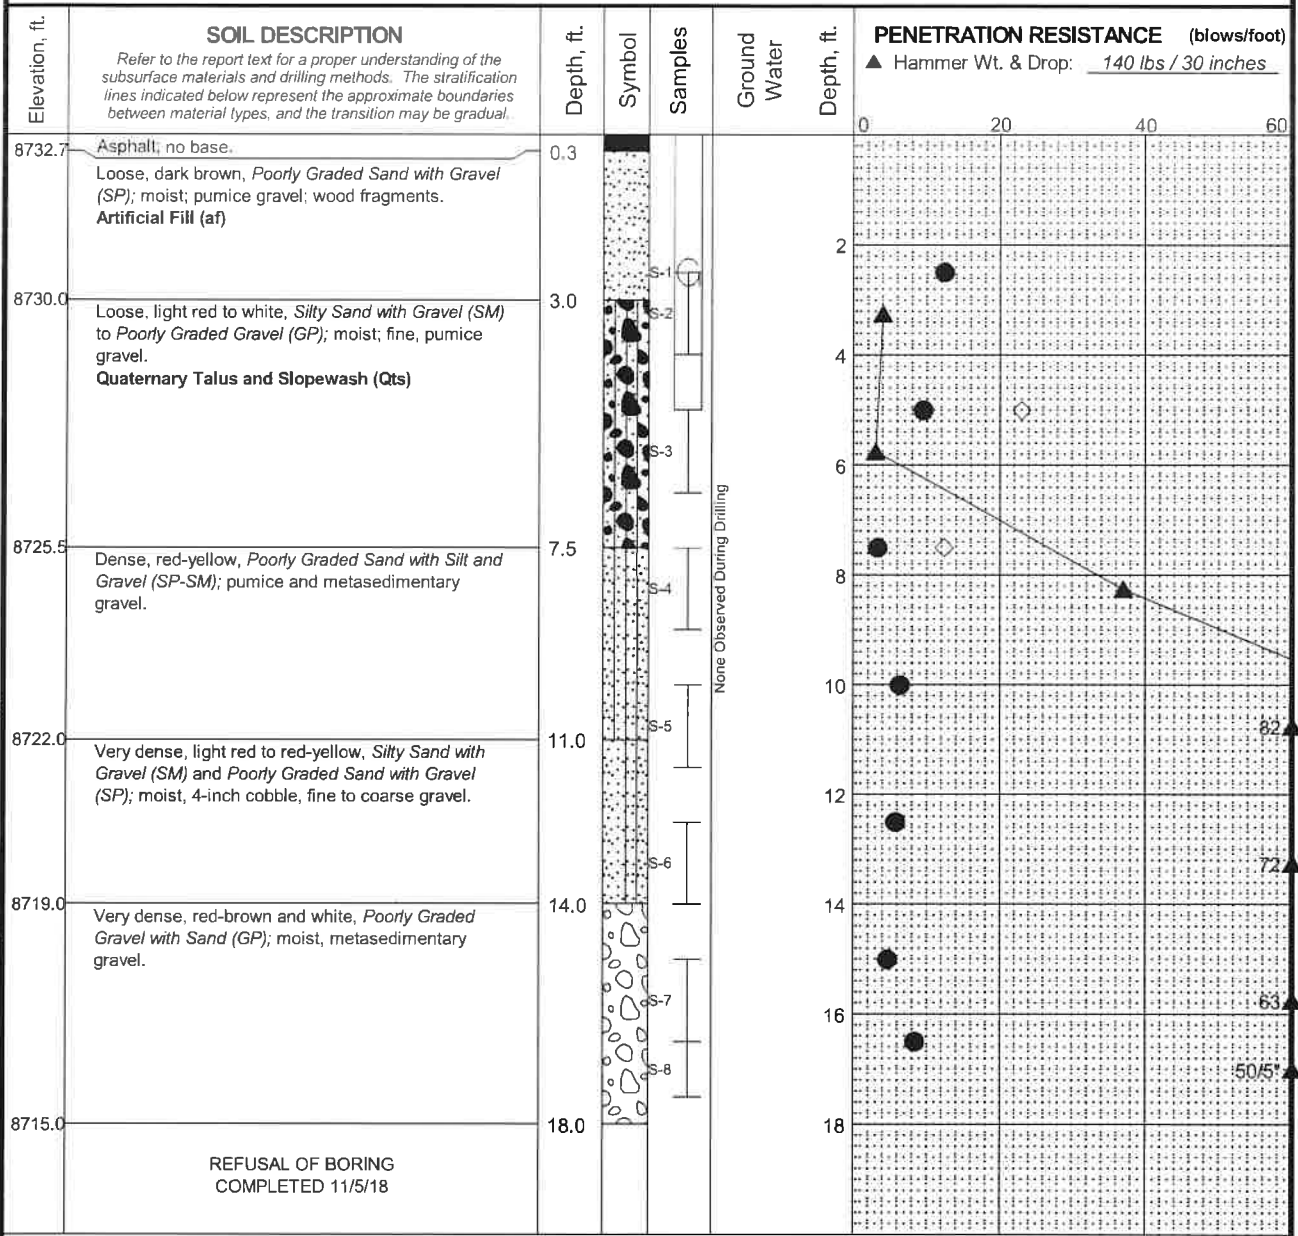 Elevation, ft.
SOIL DESCRIPTION
Refer to the report text for a proper understanding of the
subsurface materials and drilling methods. The stratification
lines indicated below represent the approximate boundaries
between material types, and the transition may be gradual.
Depth, ft.
Symbol
Samples
Ground
Water
Depth, ft.
PENETRATION RESISTANCE (blows/foot)
▲ Hammer Wt. & Drop: 140 lbs / 30 inches
0 20 40 60
8732.7 Asphalt; no base. 0.3
Loose, dark brown, Poorly Graded Sand with Gravel
(SP); moist; pumice gravel; wood fragments.
Artificial Fill (af)
2
S-1
8730.0 3.0
Loose, light red to white, Silty Sand with Gravel (SM)
to Poorly Graded Gravel (GP); moist; fine, pumice
gravel.
Quaternary Talus and Slopewash (Qts)
S-2
4
S-3
6
None Observed During Drilling
8725.5 7.5
Dense, red-yellow, Poorly Graded Sand with Silt and
Gravel (SP-SM); pumice and metasedimentary
gravel.
S-4
8
10
S-5
82
8722.0 11.0
Very dense, light red to red-yellow, Silty Sand with
Gravel (SM) and Poorly Graded Sand with Gravel
(SP); moist, 4-inch cobble, fine to coarse gravel.
12
S-6
72
8719.0 14.0 14
Very dense, red-brown and white, Poorly Graded
Gravel with Sand (GP); moist, metasedimentary
gravel.
S-7
63
16
S-8
50/5"
8715.0 18.0 18
REFUSAL OF BORING
COMPLETED 11/5/18